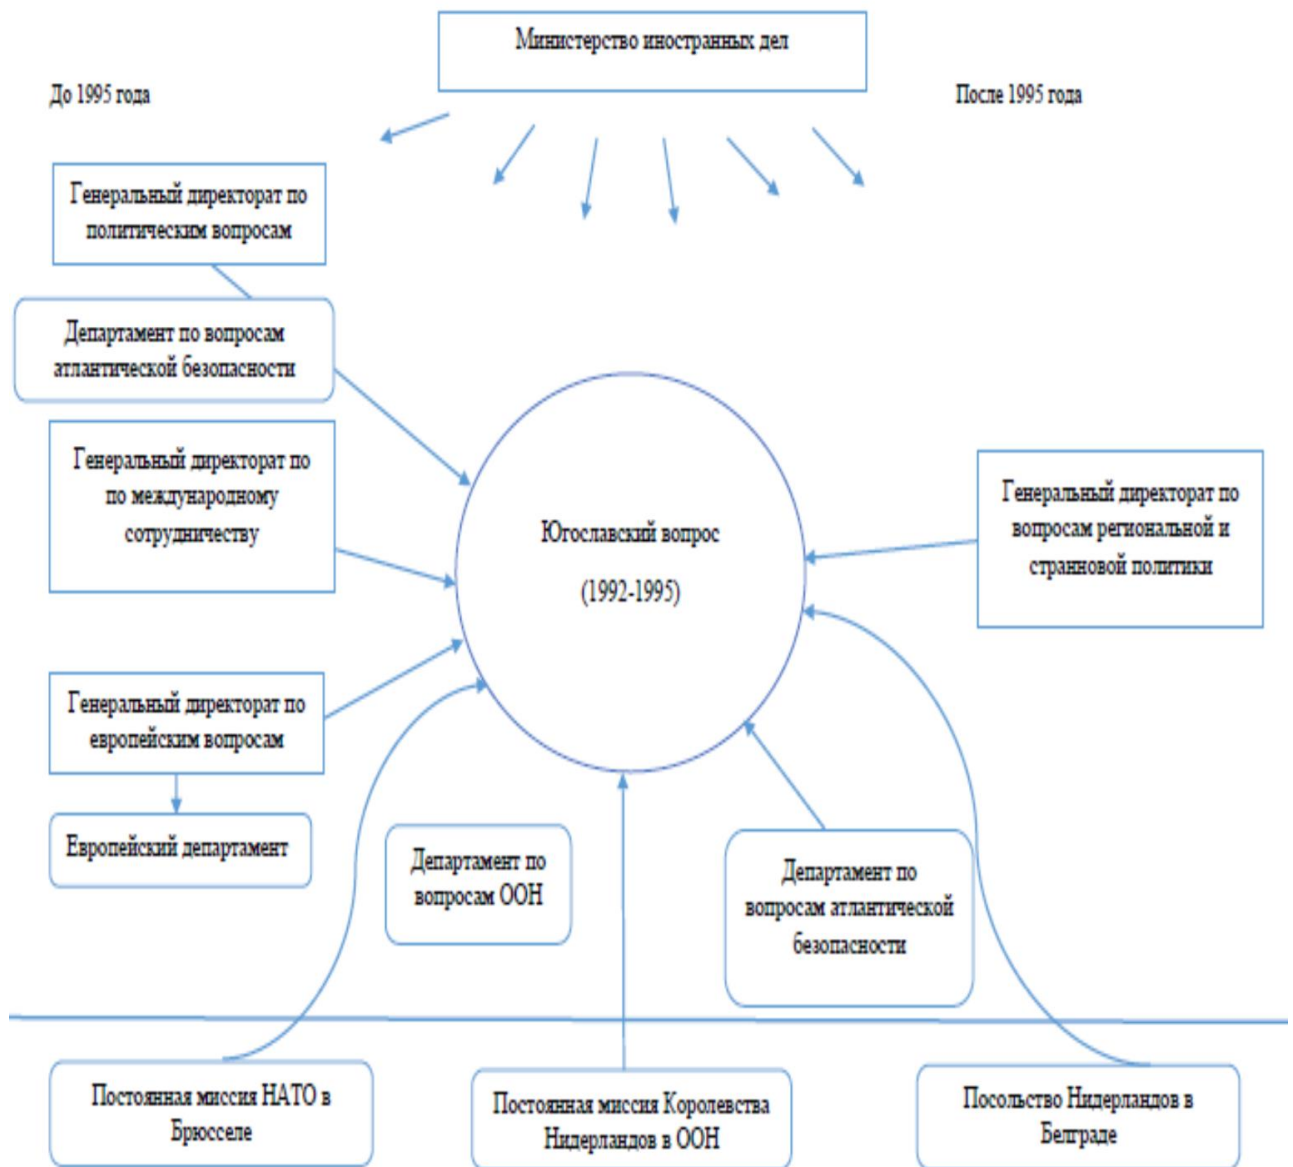 Министерство иностранных дел
До 1995 года
После 1995 года
Генеральный директорат по
политическим вопросам
Департамент по вопросам
атлантической безопасности
Генеральный директорат по
по международному
сотрудничеству
Югославский вопрос
(1992-1995)
Генеральный директорат по
вопросам региональной и
странновой политики
Генеральный директорат по
европейским вопросам
Европейский департамент
Департамент по
вопросам ООН
Департамент по
вопросам атлантической
безопасности
Постоянная миссия НАТО в
Брюсселе
Постоянная миссия Королевства
Нидерландов в ООН
Посольство Нидерландов в
Белграде